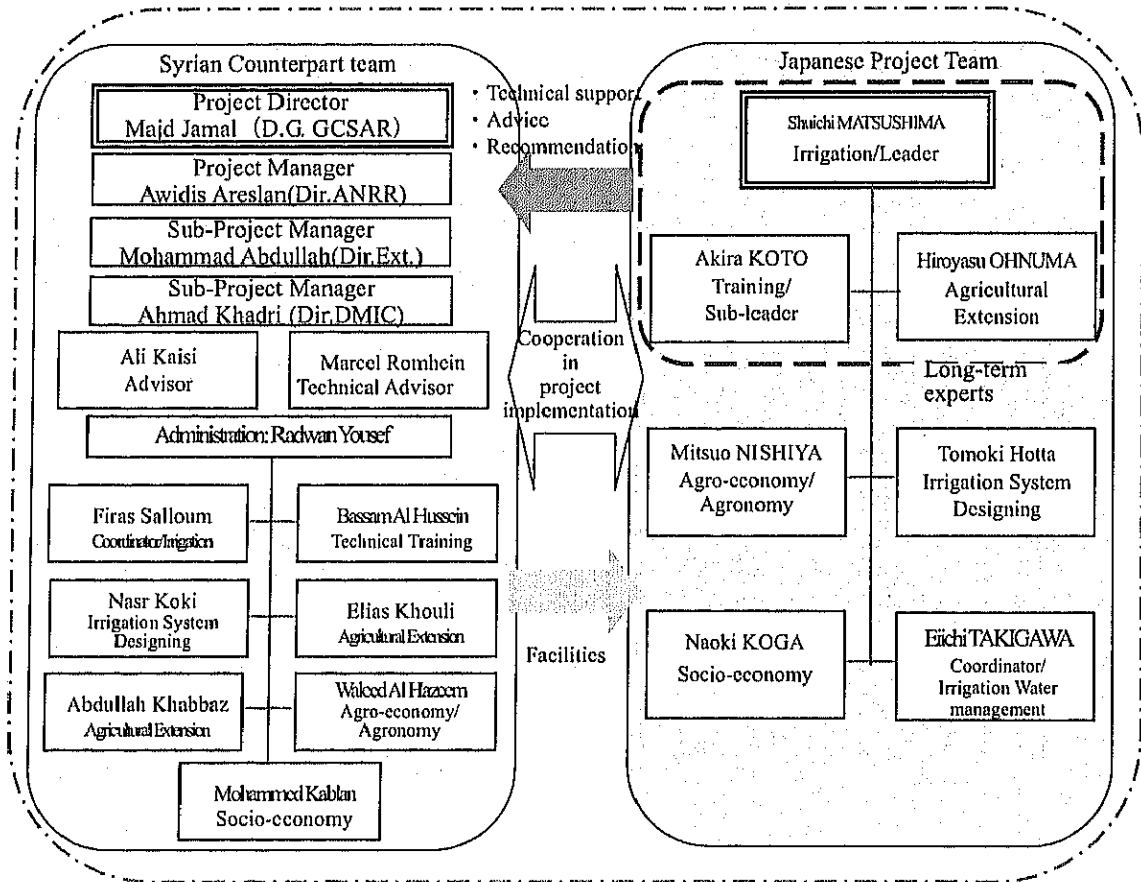 Syrian Counterpart team
Project Director
Majd Jamal (D.G. GCSAR)
Project Manager
Awidis Areslan(Dir.ANRR)
Sub-Project Manager
Mohammad Abdullah(Dir.Ext.)
Sub-Project Manager
Ahmad Khadri (Dir.DMIC)
Ali Kaisi
Advisor
Marcel Romhein
Technical Advisor
Administration: Radwan Yousef
Firas Salloum
Coordinator/Irrigation
Bassam Al Hussein
Technical Training
Nasr Koki
Irrigation System
Designing
Elias Khouli
Agricultural Extension
Abdullah Khabbaz
Agricultural Extension
Waleed Al Hazeem
Agro-economy/
Agronomy
Mohammed Kablan
Socio-economy
• Technical support
• Advice
• Recommendation
Cooperation
in
project
implementation
Facilities
Japanese Project Team
Shuichi MATSUSHIMA
Irrigation/Leader
Akira KOTO
Training/
Sub-leader
Hiroyasu OHNUMA
Agricultural
Extension
Long-term
experts
Mitsuo NISHIYA
Agro-economy/
Agronomy
Tomoki Hotta
Irrigation System
Designing
Naoki KOGA
Socio-economy
Eiichi TAKIGAWA
Coordinator/
Irrigation Water
management